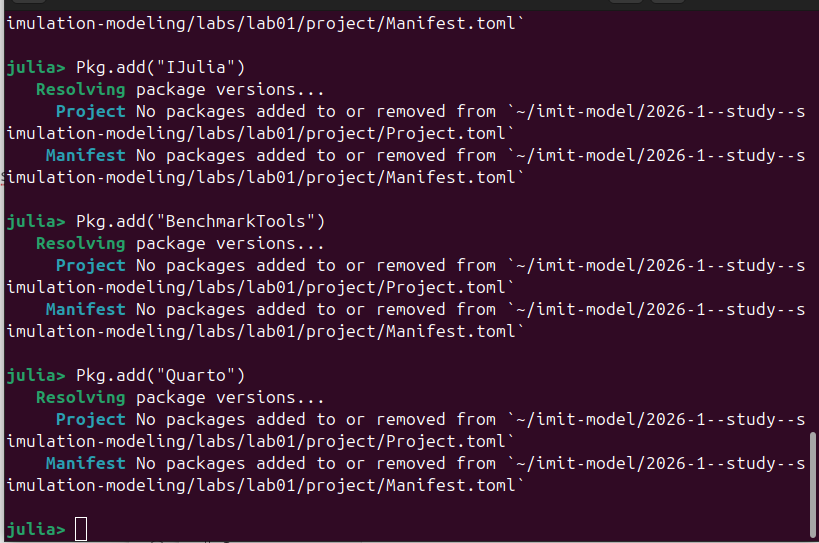 imulation-modeling/labs/lab01/project/Manifest.toml`
julia> Pkg.add("IJulia")
Resolving package versions...
Project No packages added to or removed from `~/imit-model/2026-1--study--s
imulation-modeling/labs/lab01/project/Project.toml`
Manifest No packages added to or removed from `~/imit-model/2026-1--study--s
imulation-modeling/labs/lab01/project/Manifest.toml`
julia> Pkg.add("BenchmarkTools")
Resolving package versions...
Project No packages added to or removed from `~/imit-model/2026-1--study--s
imulation-modeling/labs/lab01/project/Project.toml`
Manifest No packages added to or removed from `~/imit-model/2026-1--study--s
imulation-modeling/labs/lab01/project/Manifest.toml`
julia> Pkg.add("Quarto")
Resolving package versions...
Project No packages added to or removed from `~/imit-model/2026-1--study--s
imulation-modeling/labs/lab01/project/Project.toml`
Manifest No packages added to or removed from `~/imit-model/2026-1--study--s
imulation-modeling/labs/lab01/project/Manifest.toml`
julia>